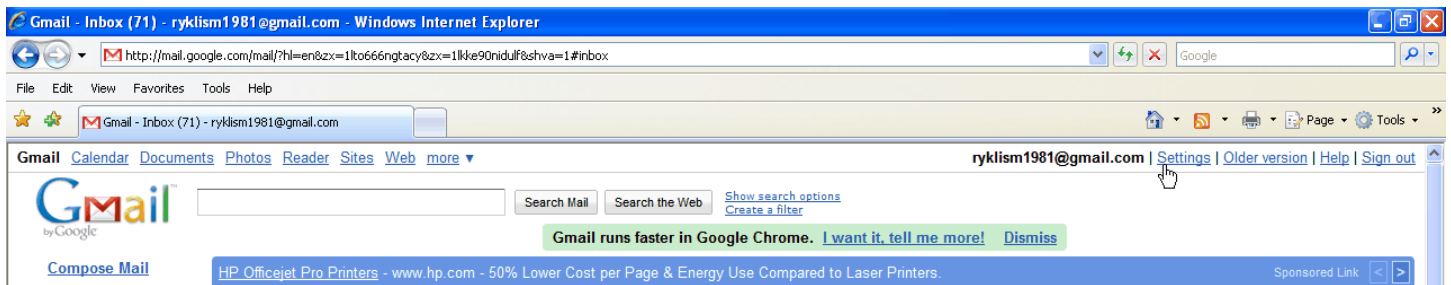 Gmail - Inbox (71) - ryklism1981@gmail.com - Windows Internet Explorer
http://mail.google.com/mail/?hl=en&zx=1lto666ngtacy&zx=1lkke90nidulf&shva=1#inbox
Google
File Edit View Favorites Tools Help
Gmail - Inbox (71) - ryklism1981@gmail.com
Page Tools »
Gmail Calendar Documents Photos Reader Sites Web more ▼
ryklism1981@gmail.com | Settings | Older version | Help | Sign out
Gmail™
by Google
Search Mail Search the Web
Show search options
Create a filter
Gmail runs faster in Google Chrome. I want it, tell me more! Dismiss
Compose Mail
HP Officejet Pro Printers - www.hp.com - 50% Lower Cost per Page & Energy Use Compared to Laser Printers.
Sponsored Link < >